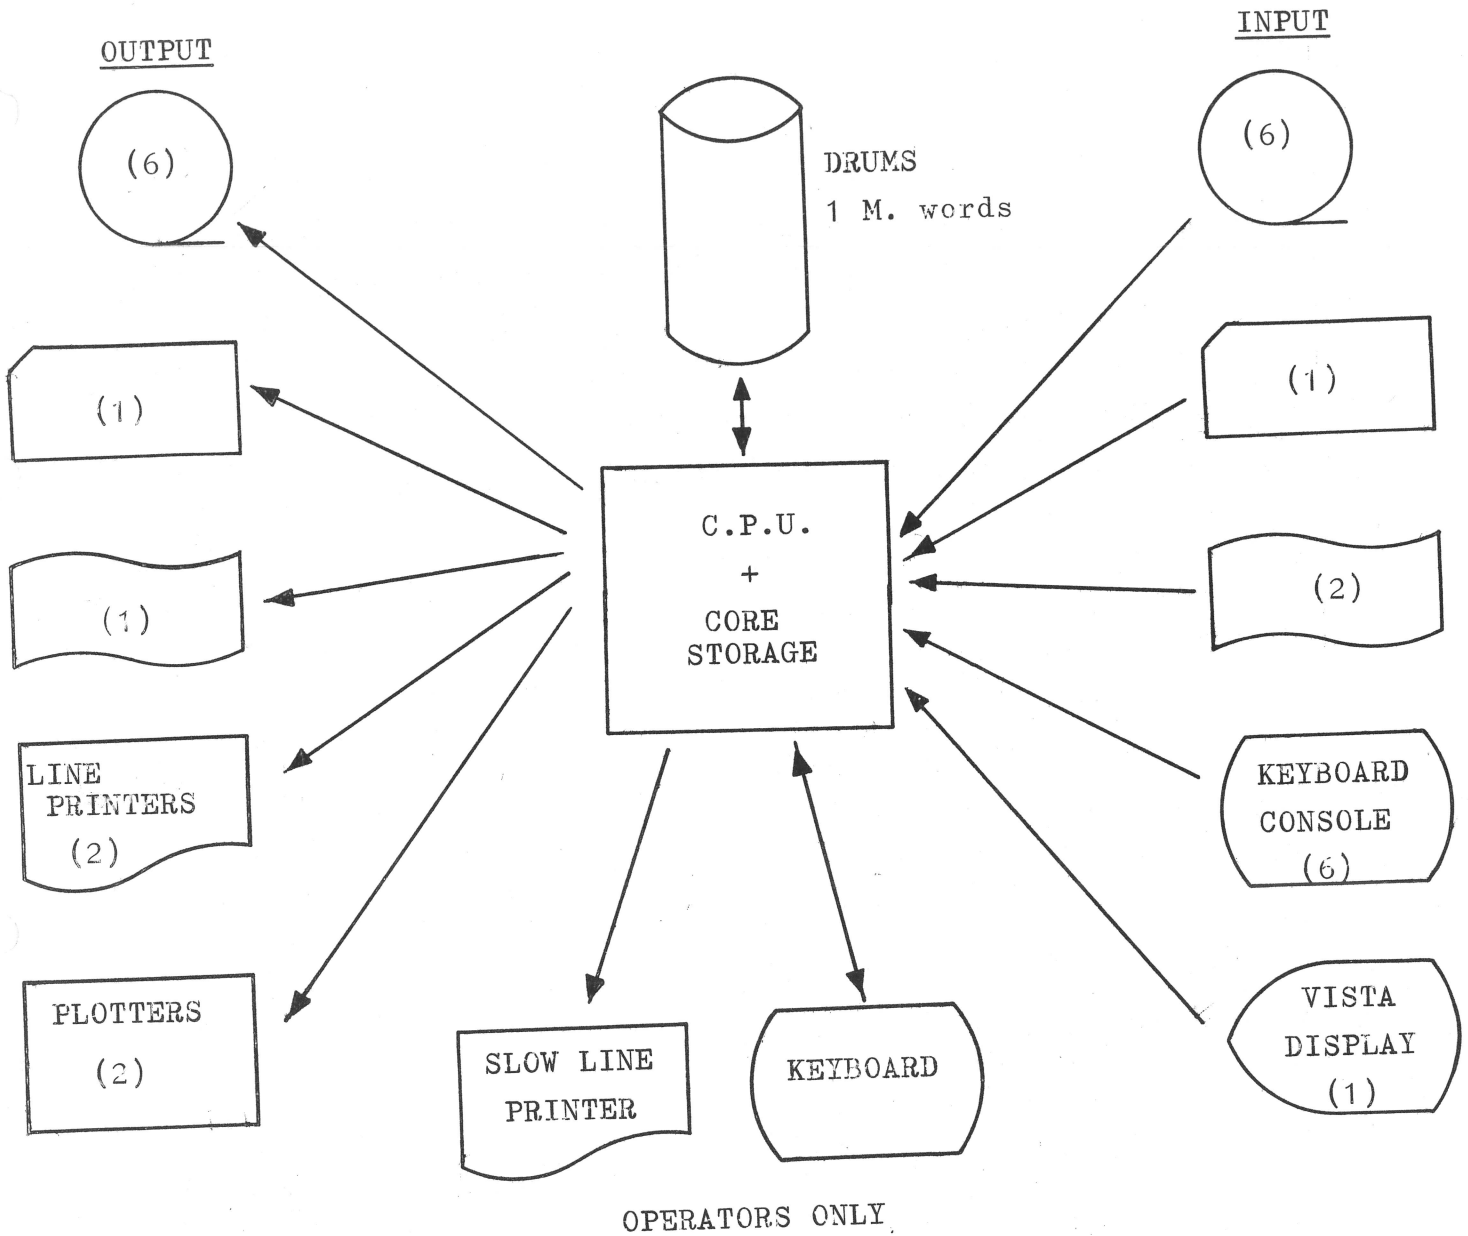 OUTPUT
(6)
(1)
(1)
LINE
PRINTERS
(2)
PLOTTERS
(2)
DRUMS
1 M. words
C.P.U.
+
CORE
STORAGE
SLOW LINE
PRINTER
KEYBOARD
OPERATORS ONLY
INPUT
(6)
(1)
(2)
KEYBOARD
CONSOLE
(6)
VISTA
DISPLAY
(1)